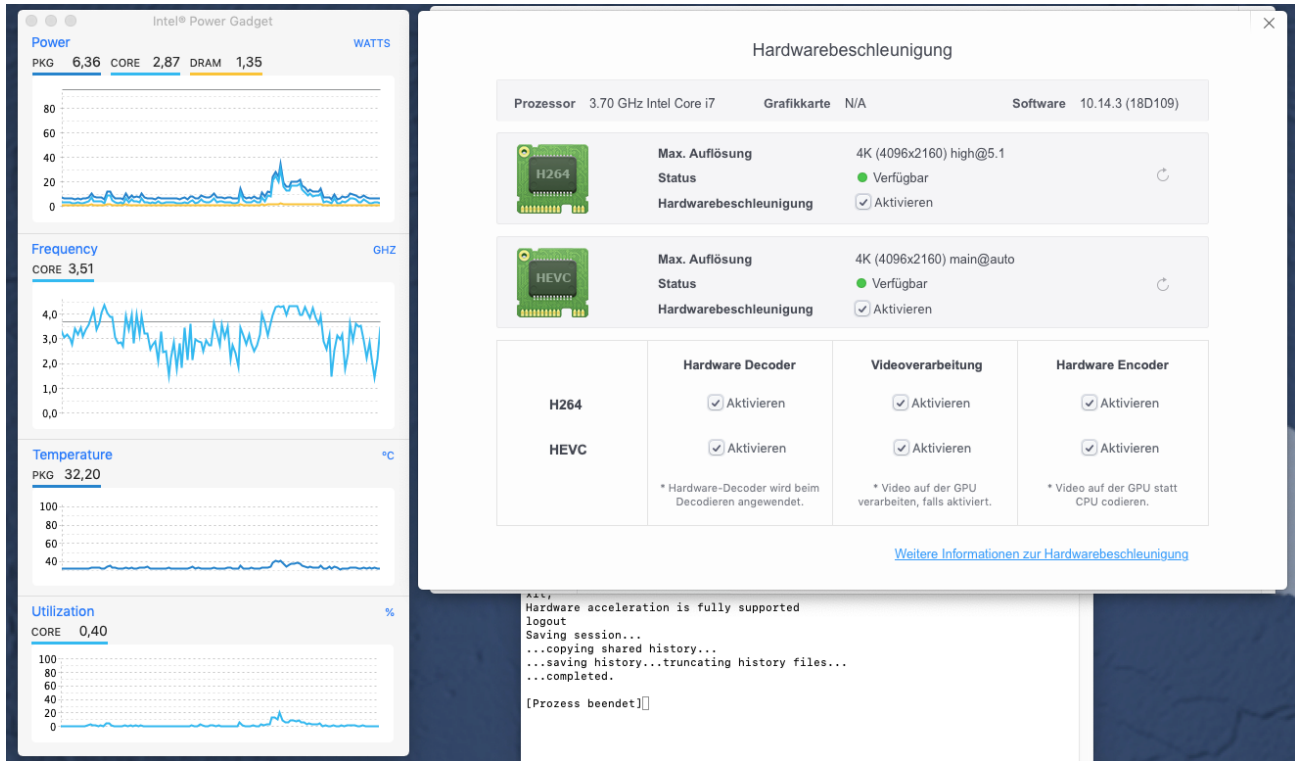 Intel® Power Gadget
Power WATTS
PKG 6,36 CORE 2,87 DRAM 1,35
80
60
40
20
0
Frequency GHZ
CORE 3,51
4,0
3,0
2,0
1,0
0,0
Temperature ºC
PKG 32,20
100
80
60
40
Utilization %
CORE 0,40
100
80
60
40
20
0
Hardwarebeschleunigung
Prozessor 3.70 GHz Intel Core i7 Grafikkarte N/A Software 10.14.3 (18D109)
H264
Max. Auflösung 4K (4096x2160) high@5.1
Status Verfügbar
Hardwarebeschleunigung Aktivieren
HEVC
Max. Auflösung 4K (4096x2160) main@auto
Status Verfügbar
Hardwarebeschleunigung Aktivieren
Hardware Decoder Videoverarbeitung Hardware Encoder
H264 Aktivieren Aktivieren Aktivieren
HEVC Aktivieren Aktivieren Aktivieren
* Hardware-Decoder wird beim
Decodieren angewendet.
* Video auf der GPU
verarbeiten, falls aktiviert.
* Video auf der GPU statt
CPU codieren.
Weitere Informationen zur Hardwarebeschleunigung
Hardware acceleration is fully supported
logout
Saving session...
...copying shared history...
...saving history...truncating history files...
...completed.
[Prozess beendet]